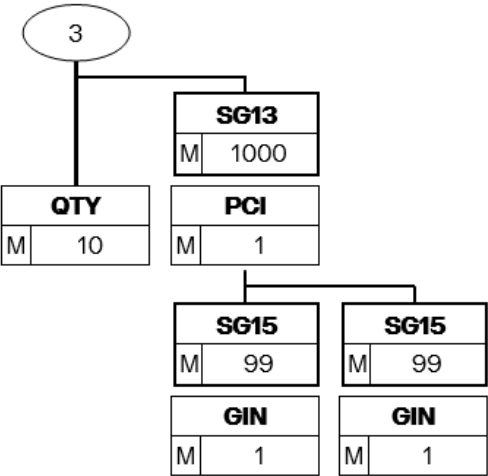 3
SG13
M 1000
QTY PCI
M 10 M 1
SG15 SG15
M 99 M 99
GIN GIN
M 1 M 1